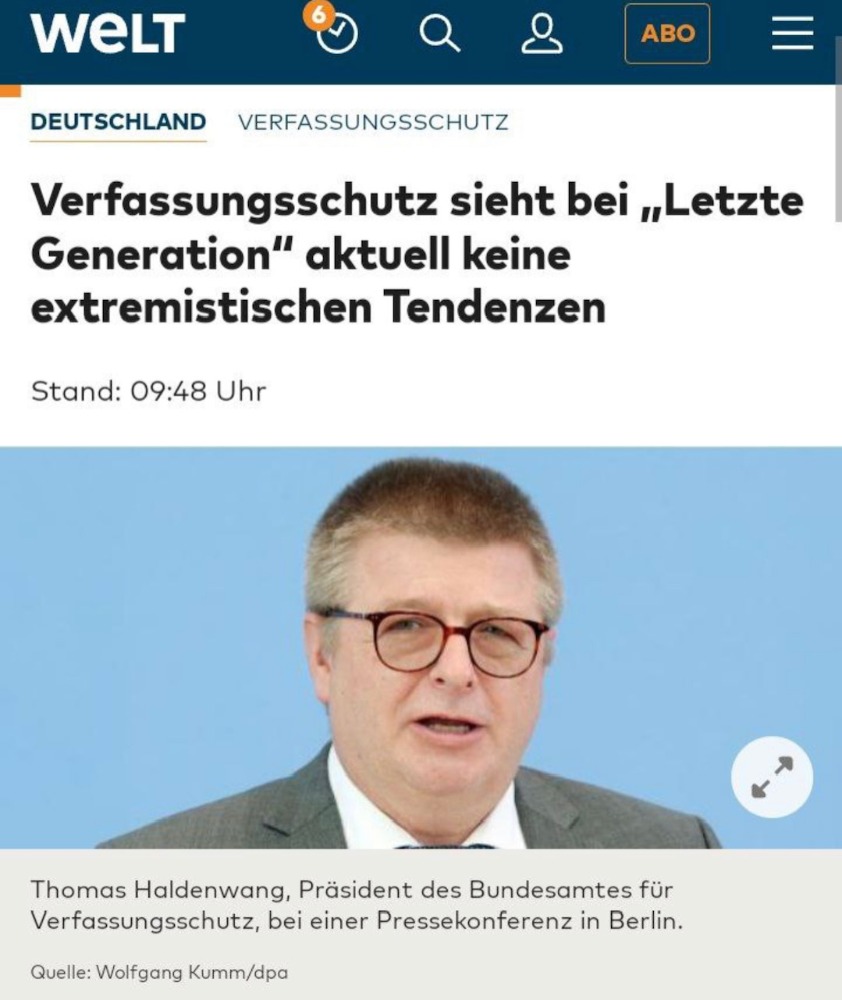 WELT
6
ABO
DEUTSCHLAND VERFASSUNGSSCHUTZ
Verfassungsschutz sieht bei „Letzte
Generation“ aktuell keine
extremistischen Tendenzen
Stand: 09:48 Uhr
Thomas Haldenwang, Präsident des Bundesamtes für
Verfassungsschutz, bei einer Pressekonferenz in Berlin.
Quelle: Wolfgang Kumm/dpa